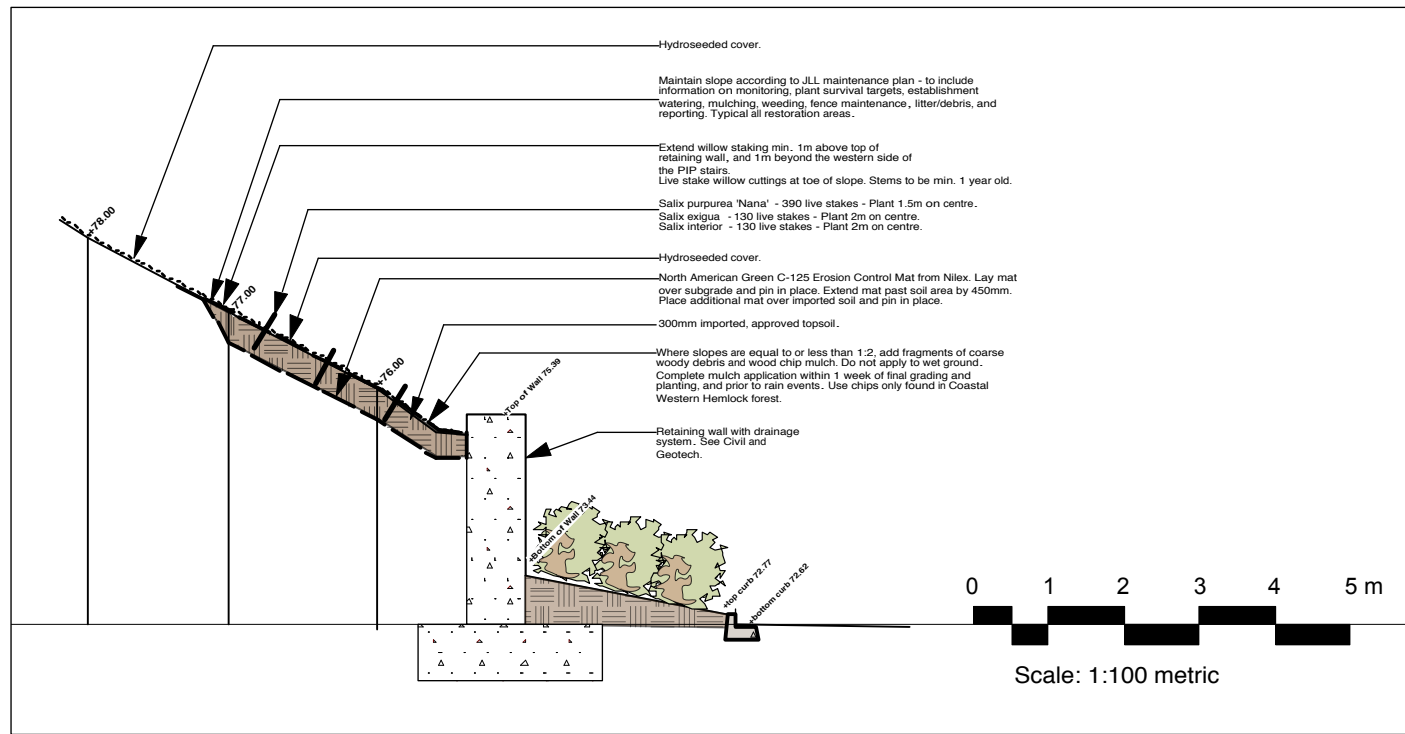 Hydroseeded cover.
Maintain slope according to JLL maintenance plan - to include
information on monitoring, plant survival targets, establishment
watering, mulching, weeding, fence maintenance, litter/debris, and
reporting. Typical all restoration areas.
Extend willow staking min. 1m above top of
retaining wall, and 1m beyond the western side of
the PIP stairs.
Live stake willow cuttings at toe of slope. Stems to be min. 1 year old.
Salix purpurea 'Nana' - 390 live stakes - Plant 1.5m on centre.
Salix exigua - 130 live stakes - Plant 2m on centre.
Salix interior - 130 live stakes - Plant 2m on centre.
Hydroseeded cover.
North American Green C-125 Erosion Control Mat from Nilex. Lay mat
over subgrade and pin in place. Extend mat past soil area by 450mm.
Place additional mat over imported soil and pin in place.
300mm imported, approved topsoil.
Where slopes are equal to or less than 1:2, add fragments of coarse
woody debris and wood chip mulch. Do not apply to wet ground.
Complete mulch application within 1 week of final grading and
planting, and prior to rain events. Use chips only found in Coastal
Western Hemlock forest.
Retaining wall with drainage
system. See Civil and
Geotech.
+78.00
+77.00
+76.00
+Top of Wall 75.39
+Bottom of Wall 73.44
+top curb 72.77
+bottom curb 72.62
0 1 2 3 4 5 m
Scale: 1:100 metric